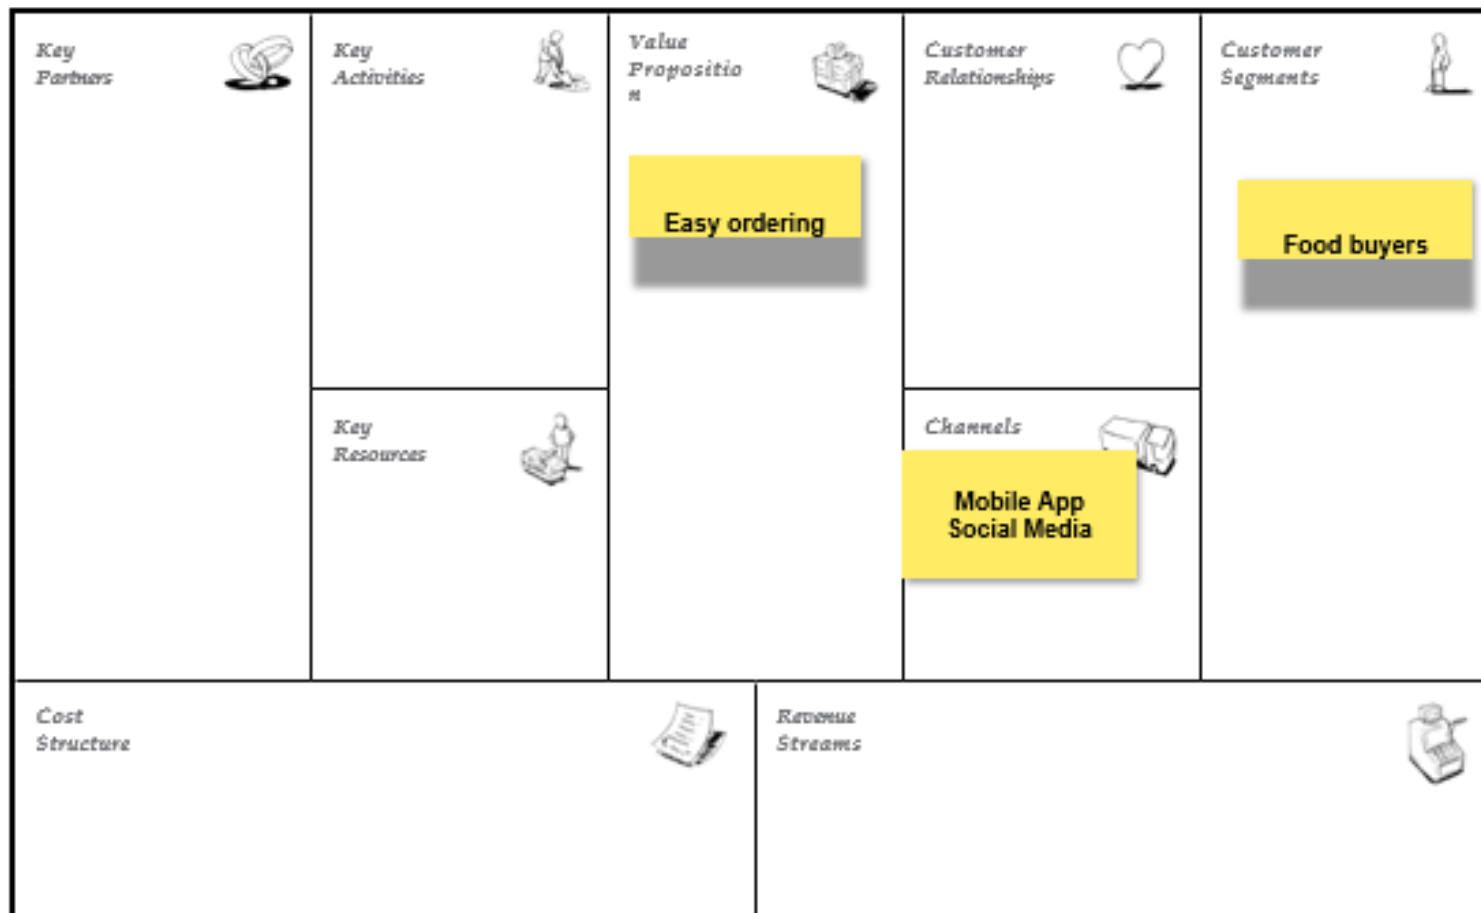 Key
Partners
Key
Activities
Value
Propositio
n
Customer
Relationships
Customer
Segments
Easy ordering
Food buyers
Key
Resources
Channels
Mobile App
Social Media
Cost
Structure
Revenue
Streams